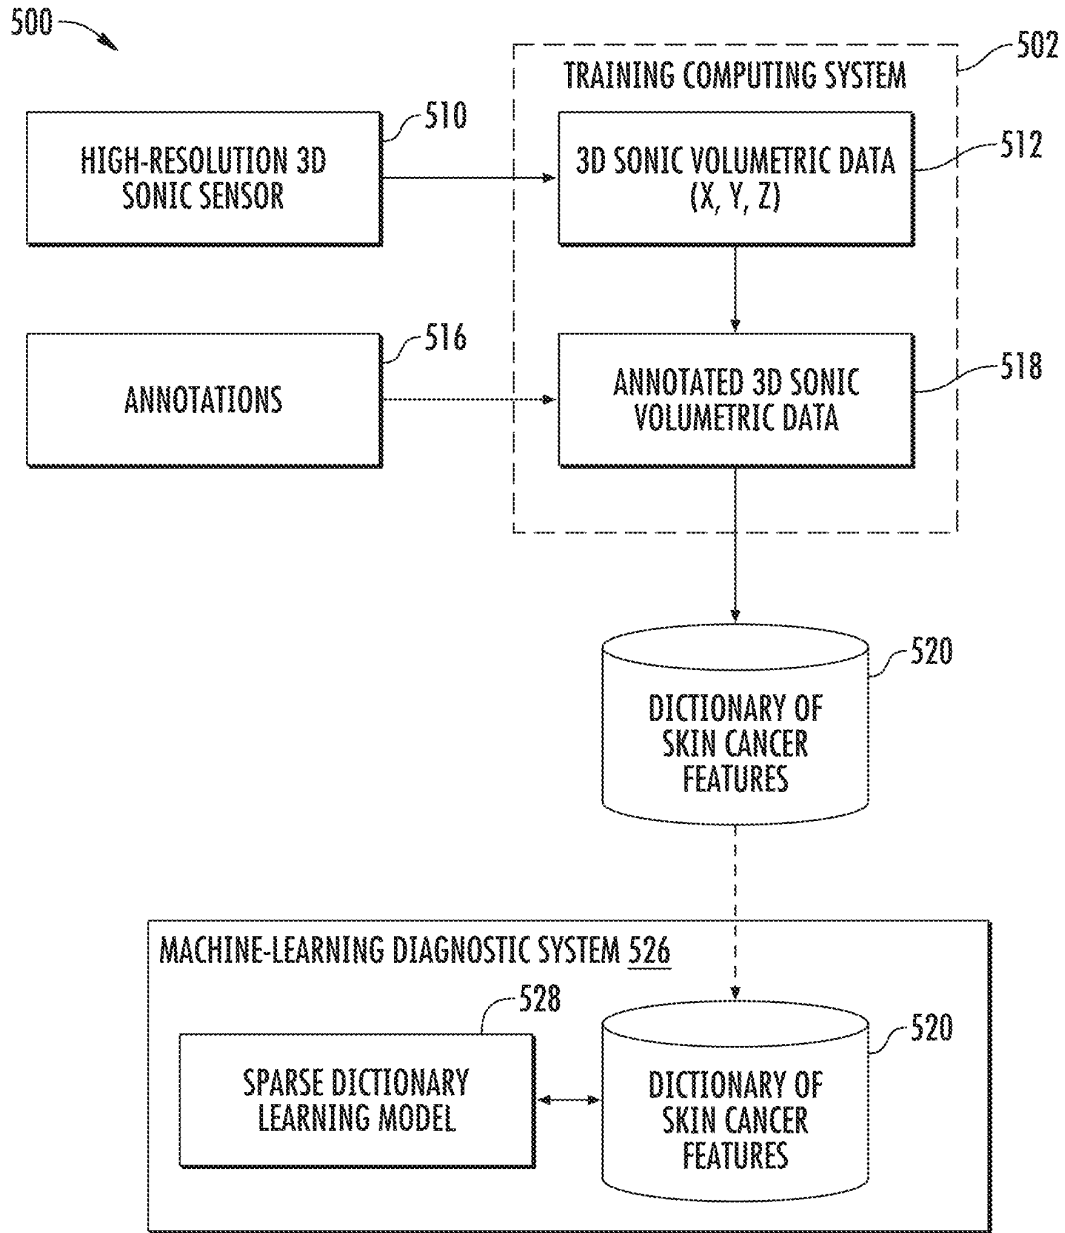 500
502
TRAINING COMPUTING SYSTEM
510
HIGH-RESOLUTION 3D
SONIC SENSOR
512
3D SONIC VOLUMETRIC DATA
(X, Y, Z)
516
ANNOTATIONS
518
ANNOTATED 3D SONIC
VOLUMETRIC DATA
520
DICTIONARY OF
SKIN CANCER
FEATURES
MACHINE-LEARNING DIAGNOSTIC SYSTEM 526
528
SPARSE DICTIONARY
LEARNING MODEL
520
DICTIONARY OF
SKIN CANCER
FEATURES